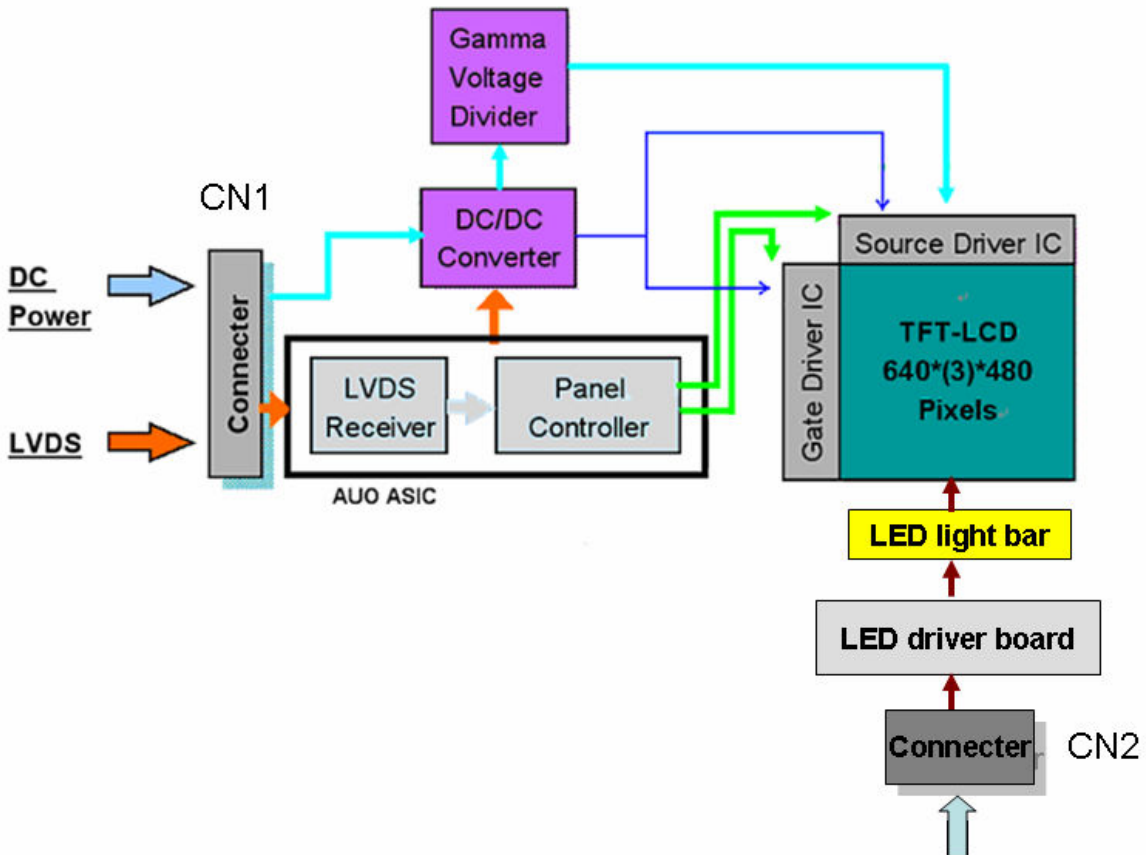 Gamma
Voltage
Divider
CN1
DC/DC
Converter
DC
Power
LVDS
Connecter
LVDS
Receiver
Panel
Controller
AUO ASIC
Source Driver IC
Gate Driver IC
TFT-LCD
640*(3)*480
Pixels
LED light bar
LED driver board
Connecter
CN2